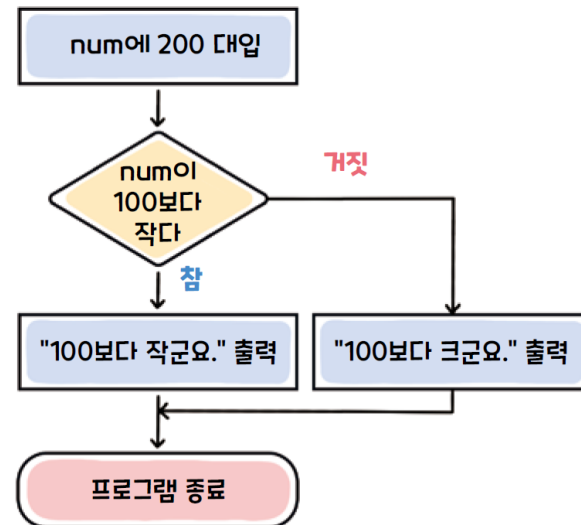 num에 200 대입
num이
100보다
작다
거짓
참
"100보다 작군요." 출력
"100보다 크군요." 출력
프로그램 종료